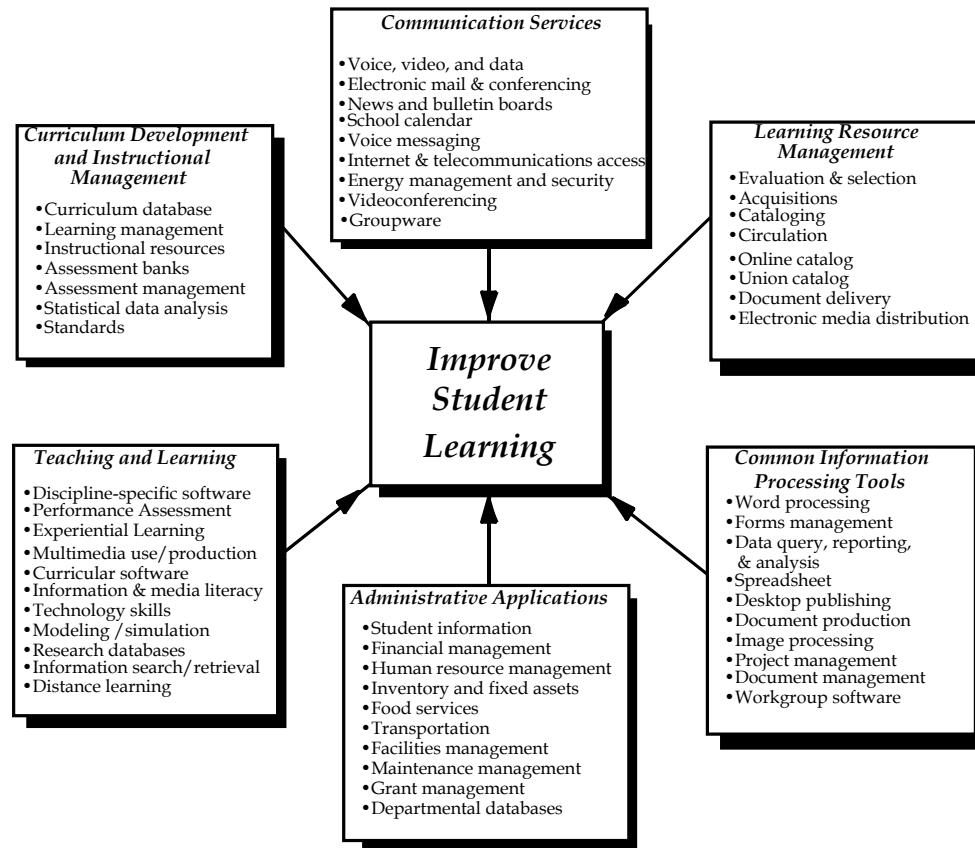 Communication Services
•Voice, video, and data
•Electronic mail & conferencing
•News and bulletin boards
•School calendar
•Voice messaging
•Internet & telecommunications access
•Energy management and security
•Videoconferencing
•Groupware
Curriculum Development
and Instructional
Management
•Curriculum database
•Learning management
•Instructional resources
•Assessment banks
•Assessment management
•Statistical data analysis
•Standards
Learning Resource
Management
•Evaluation & selection
•Acquisitions
•Cataloging
•Circulation
•Online catalog
•Union catalog
•Document delivery
•Electronic media distribution
Improve
Student
Learning
Teaching and Learning
•Discipline-specific software
•Performance Assessment
•Experiential Learning
•Multimedia use/production
•Curricular software
•Information & media literacy
•Technology skills
•Modeling /simulation
•Research databases
•Information search/retrieval
•Distance learning
Administrative Applications
•Student information
•Financial management
•Human resource management
•Inventory and fixed assets
•Food services
•Transportation
•Facilities management
•Maintenance management
•Grant management
•Departmental databases
Common Information
Processing Tools
•Word processing
•Forms management
•Data query, reporting,
& analysis
•Spreadsheet
•Desktop publishing
•Document production
•Image processing
•Project management
•Document management
•Workgroup software